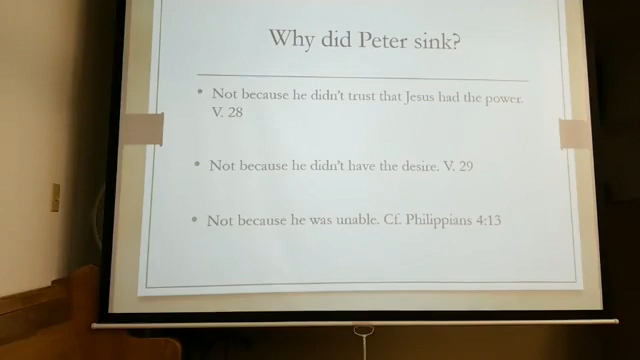 Why did Peter sink?
• Not because he didn't trust that Jesus had the power.
V. 28
• Not because he didn't have the desire. V. 29
• Not because he was unable. Cf. Philippians 4:13